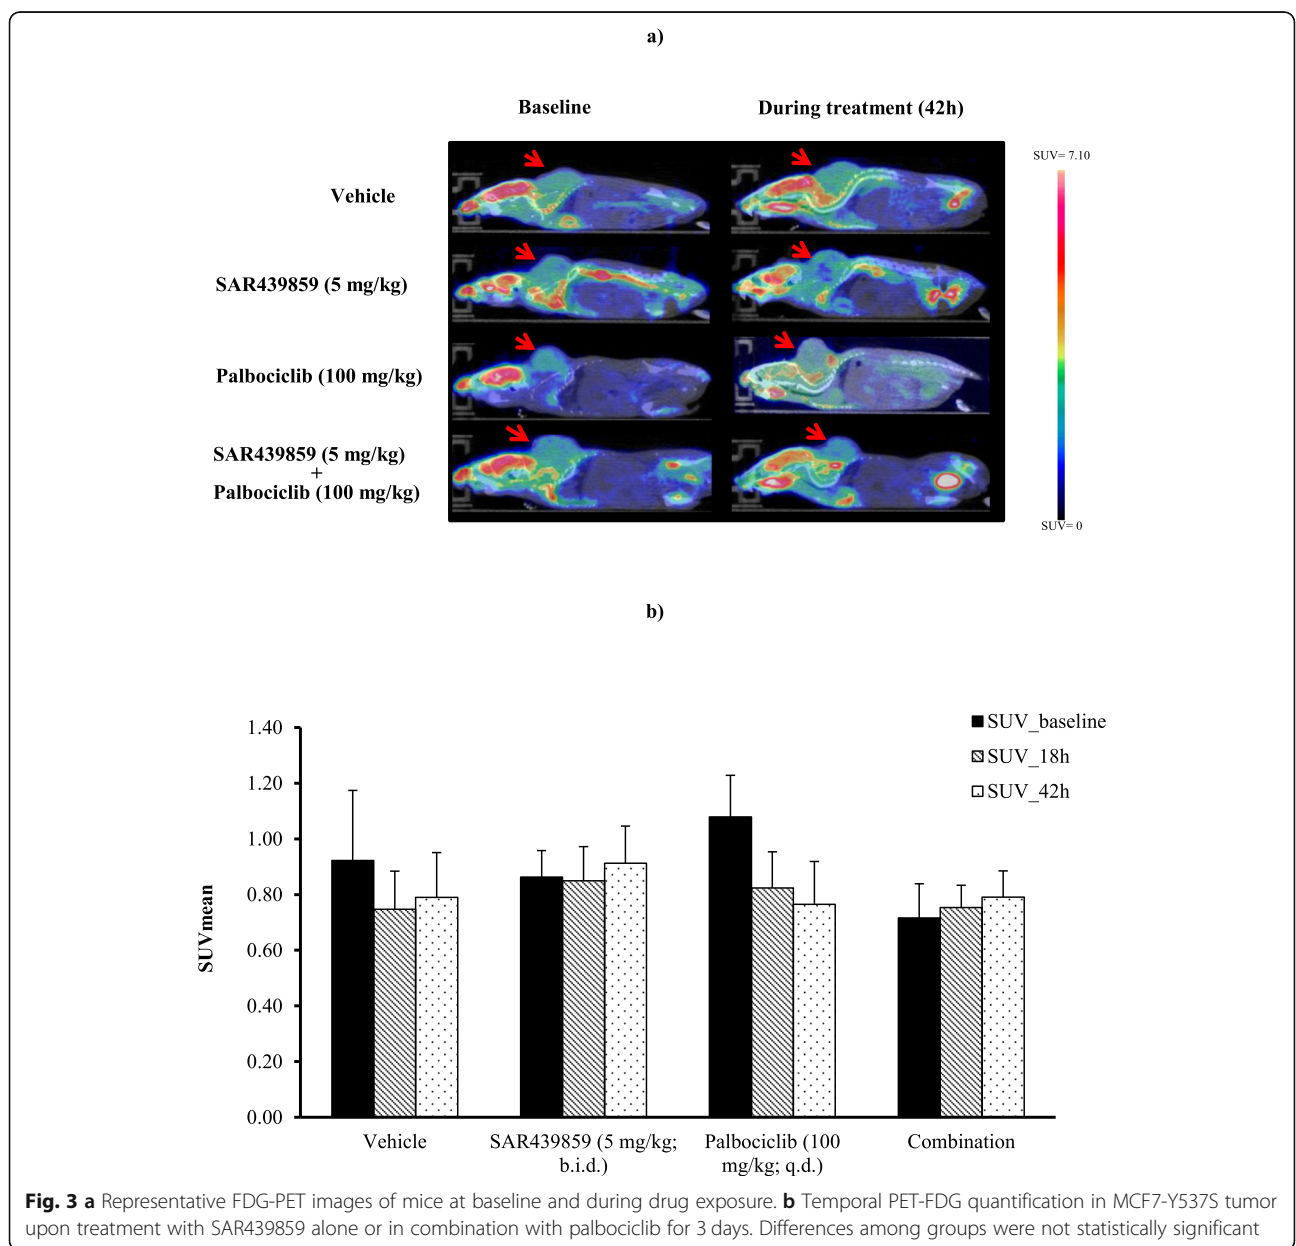 a)
Baseline
During treatment (42h)
SUV= 7.10
Vehicle
SAR439859 (5 mg/kg)
Palbociclib (100 mg/kg)
SAR439859 (5 mg/kg)
+
Palbociclib (100 mg/kg)
SUV= 0
b)
SUV_baseline
SUV_18h
SUV_42h
1.40
1.20
1.00
0.80
0.60
0.40
0.20
0.00
SUVmean
Vehicle
SAR439859 (5 mg/kg;
b.i.d.)
Palbociclib (100
mg/kg; q.d.)
Combination
Fig. 3 a Representative FDG-PET images of mice at baseline and during drug exposure. b Temporal PET-FDG quantification in MCF7-Y537S tumor
upon treatment with SAR439859 alone or in combination with palbociclib for 3 days. Differences among groups were not statistically significant